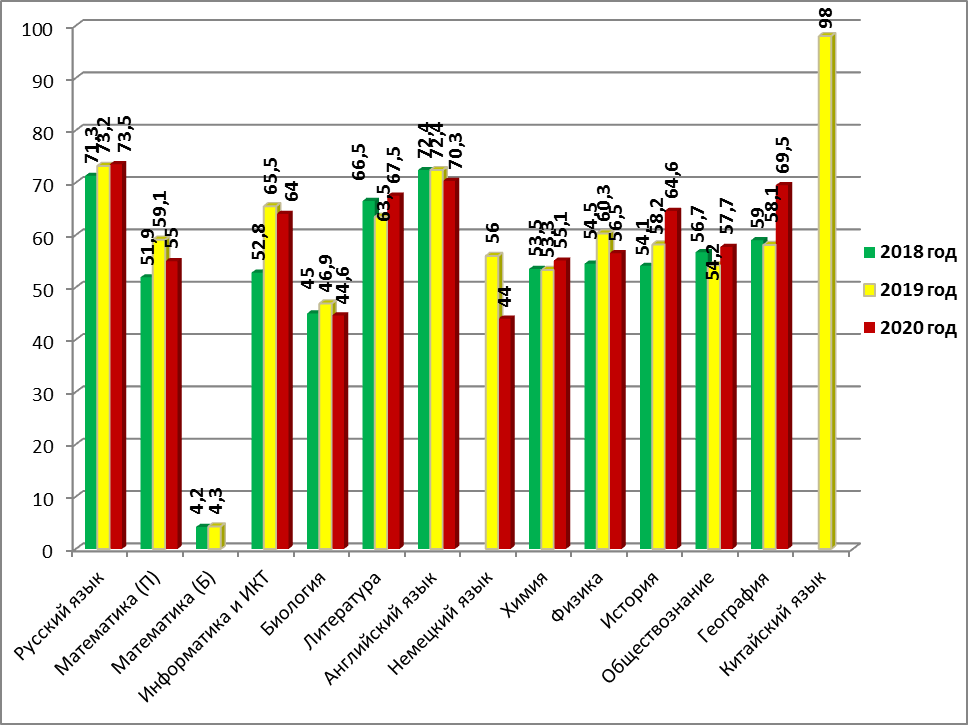 100
90
80
70
60
50
40
30
20
10
0
71,3
73,2
73,5
51,9
59,1
55
4,2
4,3
52,8
65,5
64
45
46,9
44,6
66,5
63,5
67,5
72,4
72,4
70,3
56
44
53,5
53,3
55,1
54,5
60,3
56,5
54,1
58,2
64,6
56,7
54,2
57,7
59
58,1
69,5
98
Русский язык
Математика (П)
Математика (Б)
Информатика и ИКТ
Биология
Литература
Английский язык
Немецкий язык
Химия
Физика
История
Обществознание
География
Китайский язык
2018 год
2019 год
2020 год